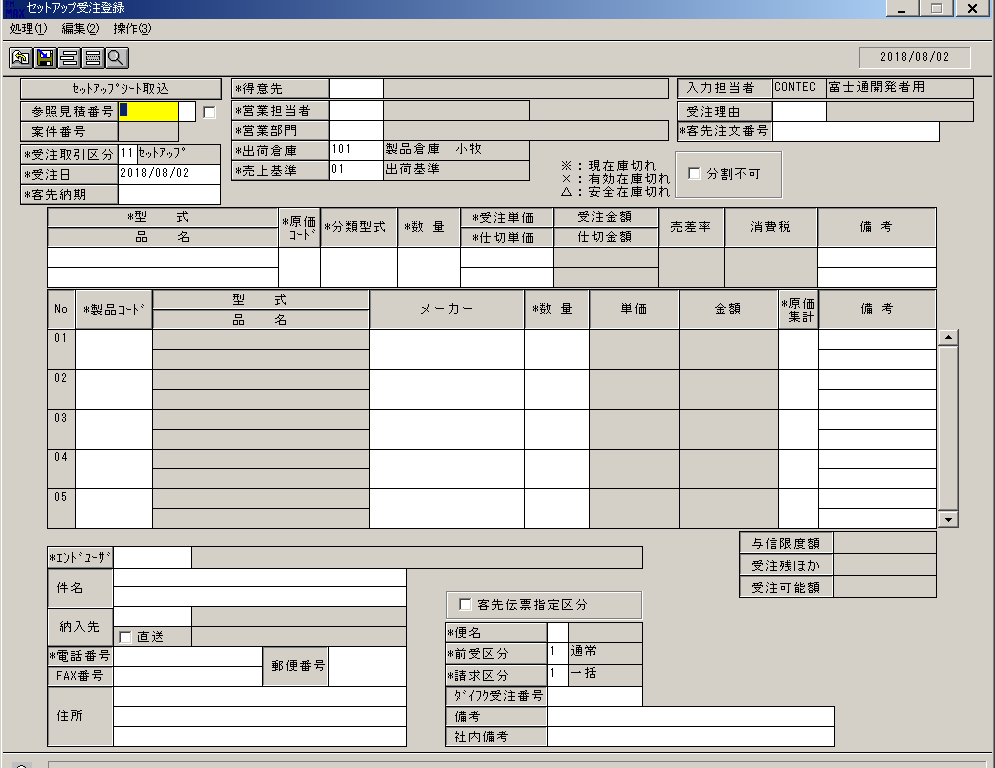 セットアップ受注登録
処理(1) 編集(2) 操作(3)
2018/08/02
セットアップシート取込
参照見積番号
案件番号
*受注取引区分 11 セットアップ
*受注日 2018/08/02
*客先納期
*得意先
*営業担当者
*営業部門
*出荷倉庫 101 製品倉庫 小牧
*売上基準 01 出荷基準
入力担当者 CONTEC 富士通開発者用
受注理由
*客先注文番号
※：現在庫切れ
×：有効在庫切れ
△：安全在庫切れ
分割不可
*型 式 *原価コード *分類型式 *数 量 *受注単価 受注金額 売差率 消費税 備 考
品 名 *仕切単価 仕切金額
No *製品コード 型 式 メーカー *数 量 単価 金額 *原価集計 備 考
品 名
01
02
03
04
05
与信限度額
受注残ほか
受注可能額
*エンドユーザ
件名
納入先
直送
*電話番号 郵便番号
FAX番号
住所
客先伝票指定区分
*便名
*前受区分 1 通常
*請求区分 1 一括
ダイフク受注番号
備考
社内備考